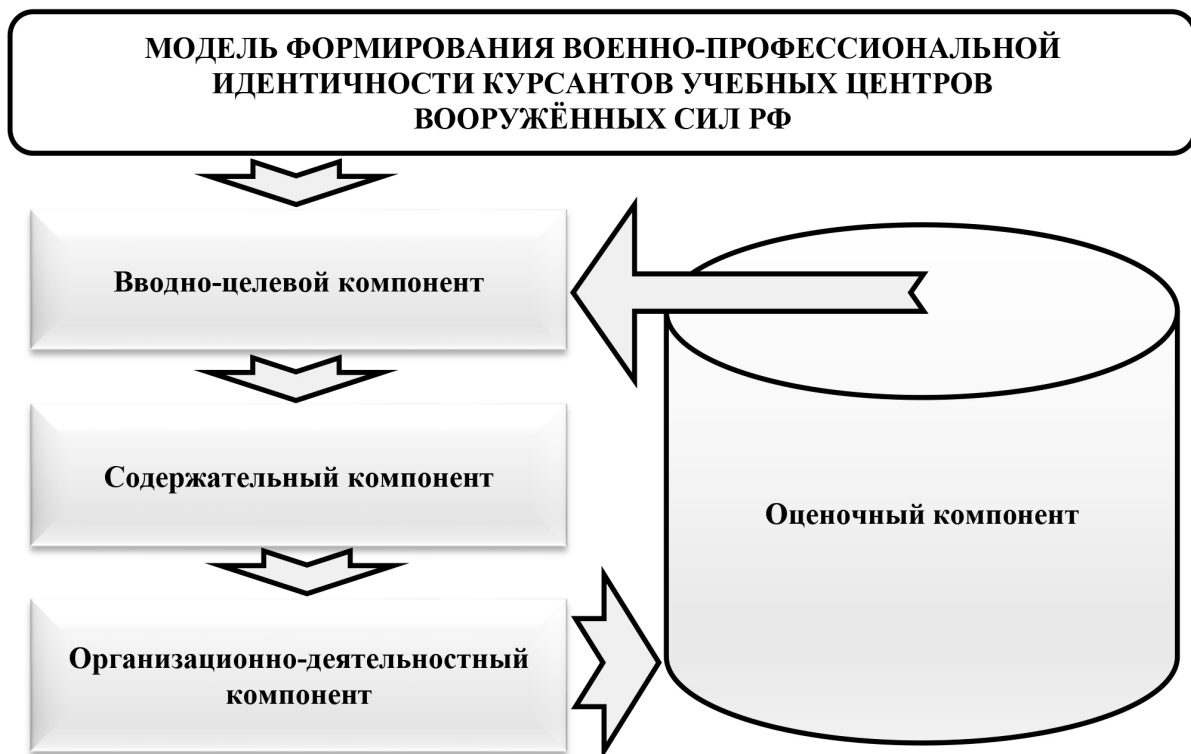 МОДЕЛЬ ФОРМИРОВАНИЯ ВОЕННО-ПРОФЕССИОНАЛЬНОЙ
ИДЕНТИЧНОСТИ КУРСАНТОВ УЧЕБНЫХ ЦЕНТРОВ
ВООРУЖЁННЫХ СИЛ РФ
Вводно-целевой компонент
Содержательный компонент
Организационно-деятельностный
компонент
Оценочный компонент